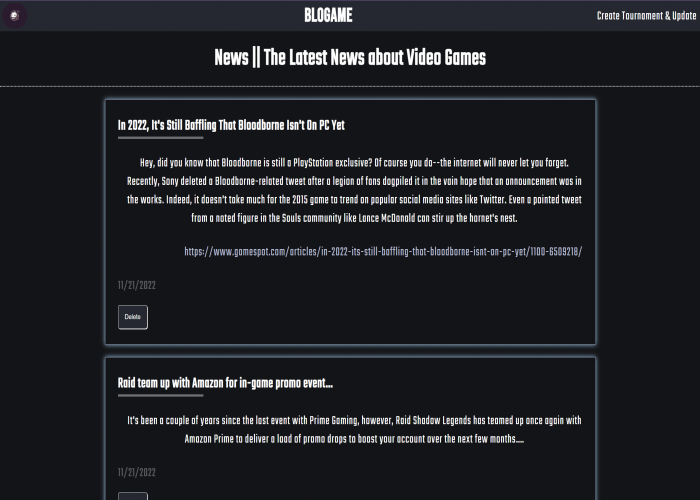 BLOGAME
Create Tournament & Update
News || The Latest News about Video Games
In 2022, It's Still Baffling That Bloodborne Isn't On PC Yet
Hey, did you know that Bloodborne is still a PlayStation exclusive? Of course you do--the internet will never let you forget.
Recently, Sony deleted a Bloodborne-related tweet after a legion of fans dogpiled it in the vain hope that an announcement was in
the works. Indeed, it doesn't take much for the 2015 game to trend on popular social media sites like Twitter. Even a pointed tweet
from a noted figure in the Souls community like Lance McDonald can stir up the hornet's nest.
https://www.gamespot.com/articles/in-2022-its-still-baffling-that-bloodborne-isnt-on-pc-yet/1100-6509218/
11/21/2022
Delete
Raid team up with Amazon for in-game promo event...
It's been a couple of years since the last event with Prime Gaming, however, Raid Shadow Legends has teamed up once again with
Amazon Prime to deliver a load of promo drops to boost your account over the next few months....
11/21/2022